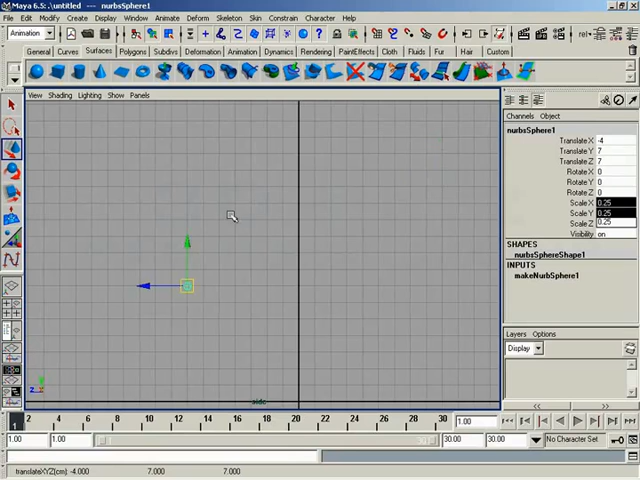 Maya 6.5: .\untitled --- nurbsSphere1
File Edit Modify Create Display Window Animate Deform Skeleton Skin Constrain Character Help
Animation
General Curves Surfaces Polygons Subdivs Deformation Animation Dynamics Rendering PaintEffects Cloth Fluids Fur Hair Custom
View Shading Lighting Show Panels
Channels Object
nurbsSphere1
Translate X -4
Translate Y 7
Translate Z 7
Rotate X 0
Rotate Y 0
Rotate Z 0
Scale X 0.25
Scale Y 0.25
Scale Z 0.25
Visibility on
SHAPES
nurbsSphereShape1
INPUTS
makeNurbSphere1
Layers Options
Display
z
side
2 4 6 8 10 12 14 16 18 20 22 24 26 28 30
1.00
1.00 1.00 30.00 30.00 No Character Set
translateXYZ(cm): -4.000 7.000 7.000